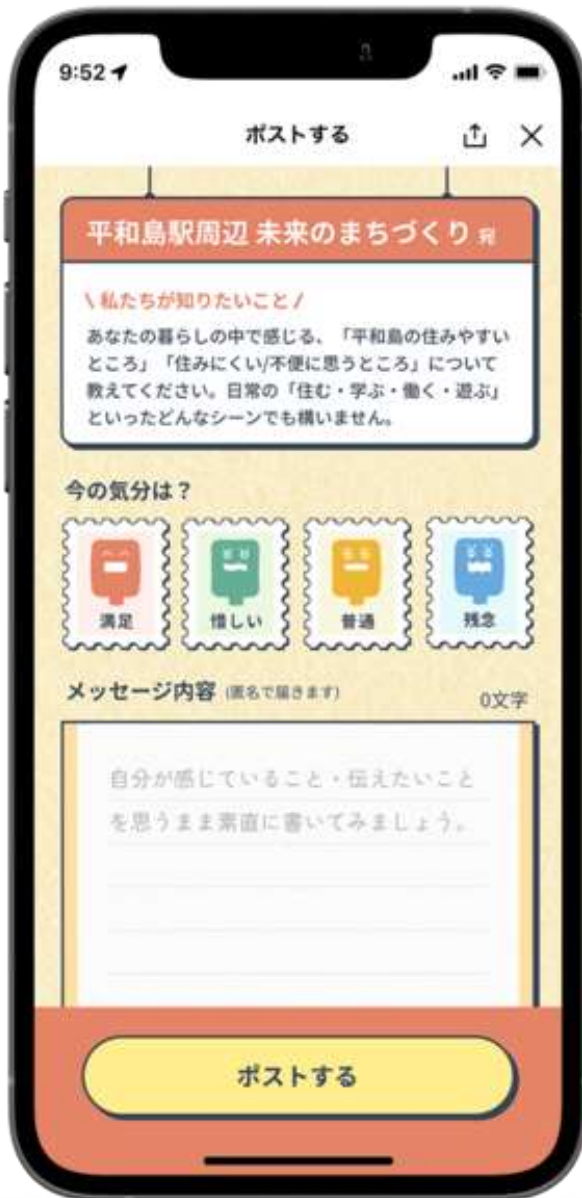 9:52
ポストする
平和島駅周辺 未来のまちづくり 宛
\ 私たちが知りたいこと /
あなたの暮らしの中で感じる、「平和島の住みやすい
ところ」「住みにくい/不便に思うところ」について
教えてください。日常の「住む・学ぶ・働く・遊ぶ」
といったどんなシーンでも構いません。
今の気分は？
満足 惜しい 普通 残念
メッセージ内容 (匿名で届きます) 0文字
自分が感じていること・伝えたいこと
を思うまま素直に書いてみましょう。
ポストする